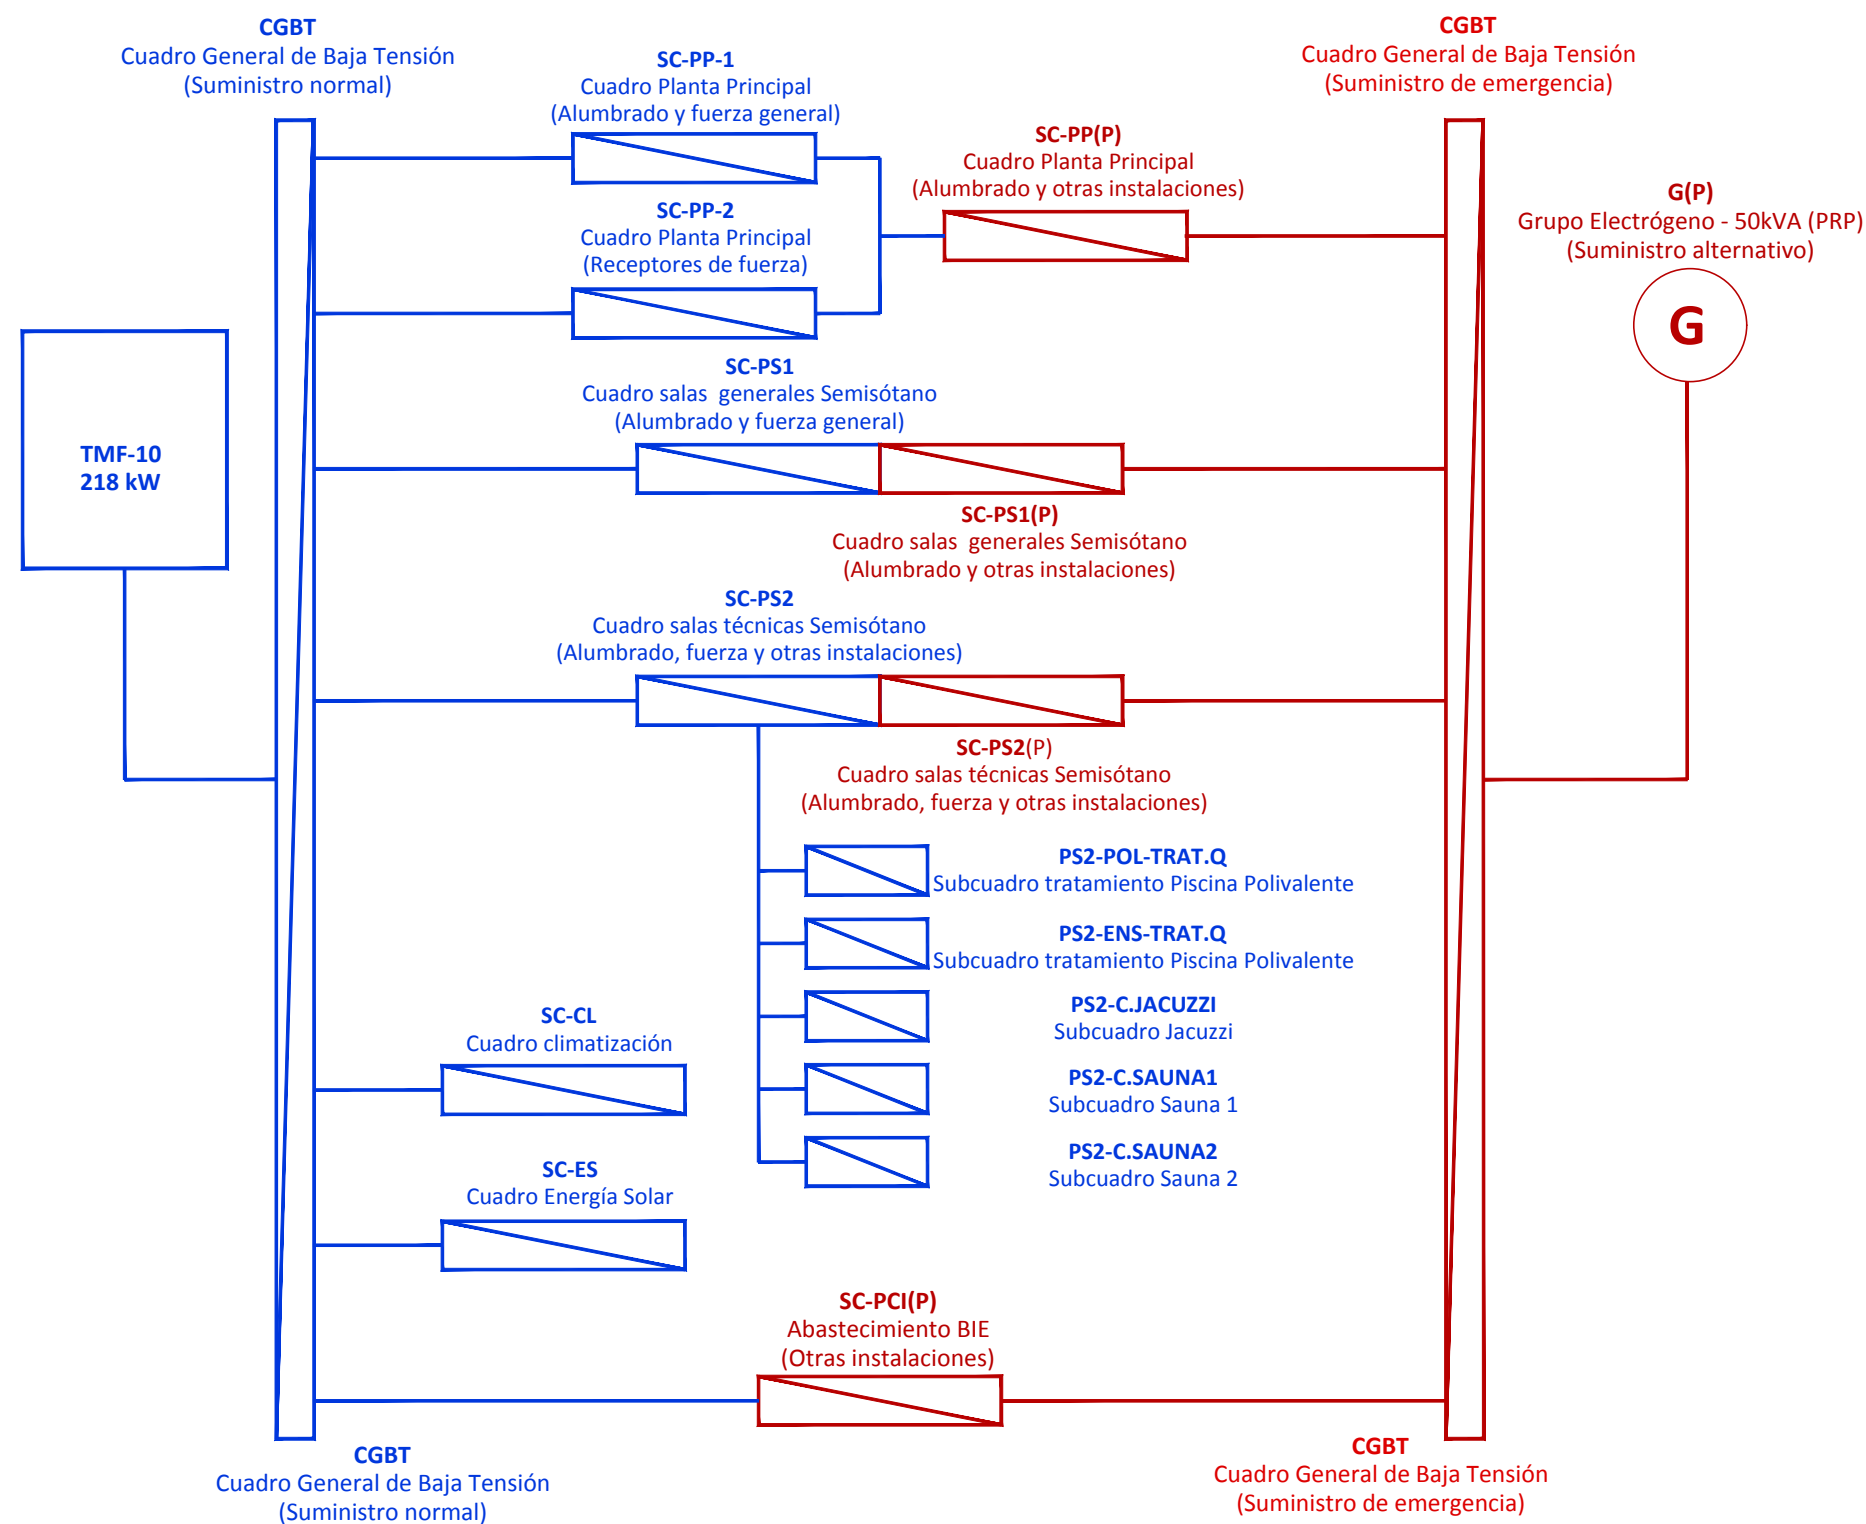 CGBT
Cuadro General de Baja Tensión
(Suministro normal)
SC-PP-1
Cuadro Planta Principal
(Alumbrado y fuerza general)
CGBT
Cuadro General de Baja Tensión
(Suministro de emergencia)
SC-PP(P)
Cuadro Planta Principal
(Alumbrado y otras instalaciones)
SC-PP-2
Cuadro Planta Principal
(Receptores de fuerza)
G(P)
Grupo Electrógeno - 50kVA (PRP)
(Suministro alternativo)
G
SC-PS1
Cuadro salas generales Semisótano
(Alumbrado y fuerza general)
TMF-10
218 kW
SC-PS1(P)
Cuadro salas generales Semisótano
(Alumbrado y otras instalaciones)
SC-PS2
Cuadro salas técnicas Semisótano
(Alumbrado, fuerza y otras instalaciones)
SC-PS2(P)
Cuadro salas técnicas Semisótano
(Alumbrado, fuerza y otras instalaciones)
PS2-POL-TRAT.Q
Subcuadro tratamiento Piscina Polivalente
PS2-ENS-TRAT.Q
Subcuadro tratamiento Piscina Polivalente
PS2-C.JACUZZI
Subcuadro Jacuzzi
SC-CL
Cuadro climatización
PS2-C.SAUNA1
Subcuadro Sauna 1
PS2-C.SAUNA2
Subcuadro Sauna 2
SC-ES
Cuadro Energía Solar
SC-PCI(P)
Abastecimiento BIE
(Otras instalaciones)
CGBT
Cuadro General de Baja Tensión
(Suministro normal)
CGBT
Cuadro General de Baja Tensión
(Suministro de emergencia)